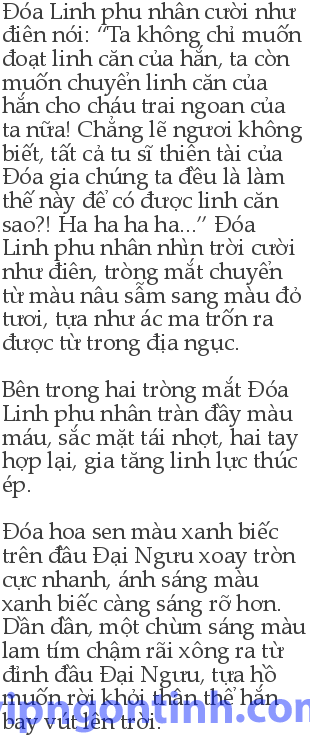 Đóa Linh phu nhân cười như
điên nói: “Ta không chỉ muốn
đoạt linh căn của hắn, ta còn
muốn chuyển linh căn của
hắn cho cháu trai ngoan của
ta nữa! Chẳng lẽ ngươi không
biết, tất cả tu sĩ thiên tài của
Đóa gia chúng ta đều là làm
thế này để có được linh căn
sao?! Ha ha ha ha...” Đóa
Linh phu nhân nhìn trời cười
như điên, tròng mắt chuyển
từ màu nâu sẫm sang màu đỏ
tươi, tựa như ác ma trốn ra
được từ trong địa ngục.
Bên trong hai tròng mắt Đóa
Linh phu nhân tràn đầy màu
máu, sắc mặt tái nhợt, hai tay
hợp lại, gia tăng linh lực thúc
ép.
Đóa hoa sen màu xanh biếc
trên đầu Đại Ngưu xoay tròn
cực nhanh, ánh sáng màu
xanh biếc càng sáng rỡ hơn.
Dần dần, một chùm sáng màu
lam tím chậm rãi xông ra từ
đỉnh đầu Đại Ngưu, tựa hồ
muốn rời khỏi thân thể hắn
bay vút lên trời.
vipngontinh.com